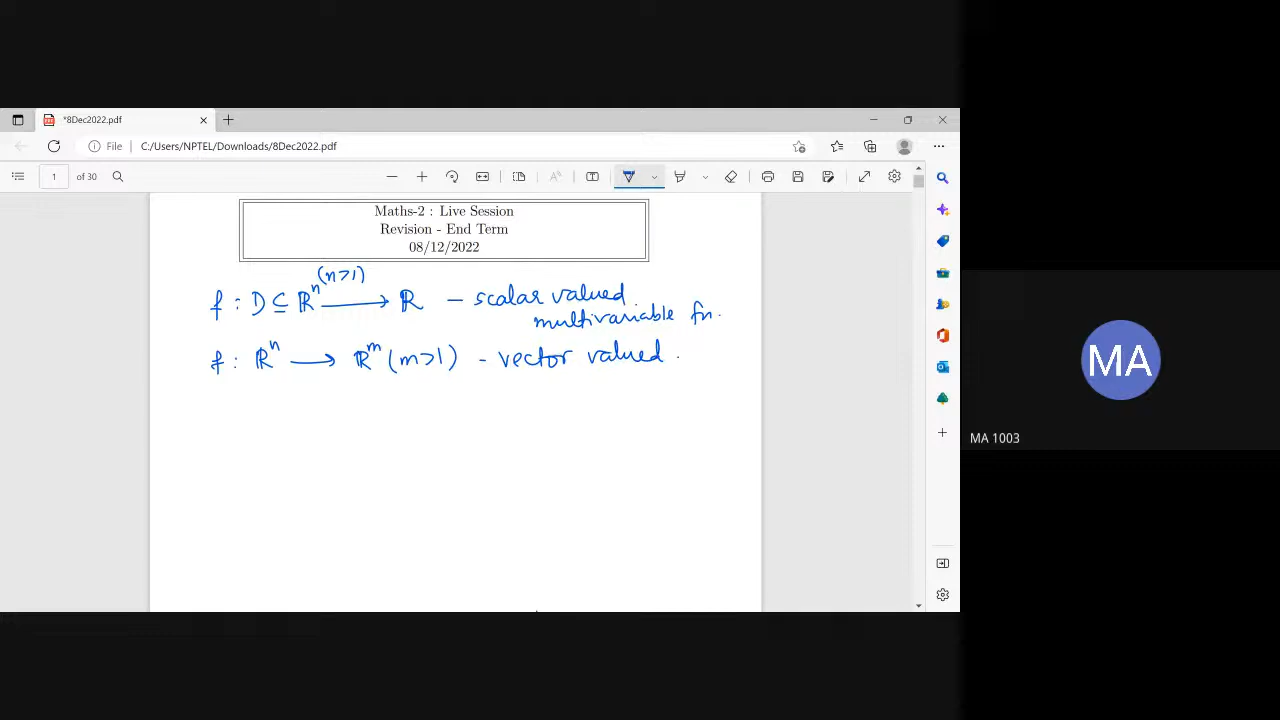 *8Dec2022.pdf
File | C:/Users/NPTEL/Downloads/8Dec2022.pdf
1 of 30
Maths-2 : Live Session
Revision - End Term
08/12/2022
f : D ⊆ ℝⁿ (n>1) ⟶ ℝ – scalar valued
multivariable fn.
f : ℝⁿ ⟶ ℝᵐ (m>1) - vector valued .
MA
MA 1003